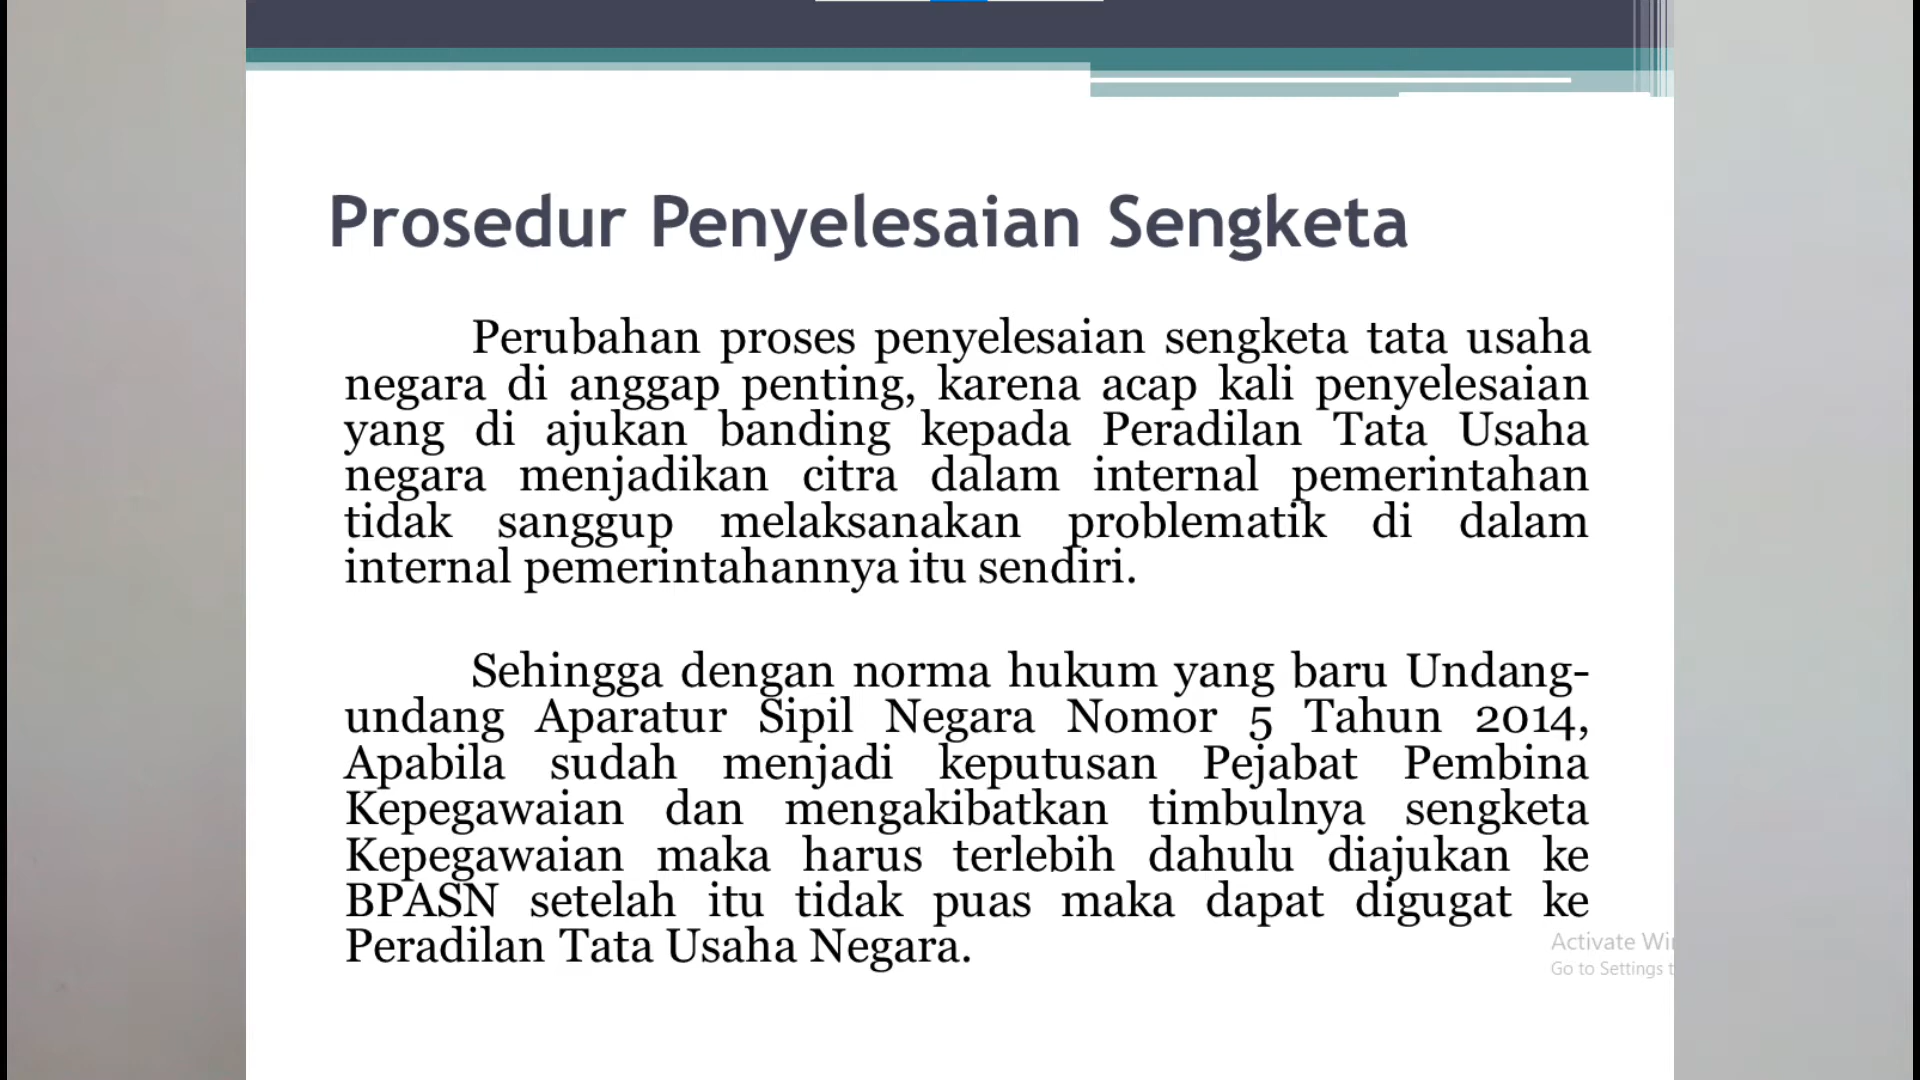 Prosedur Penyelesaian Sengketa
Perubahan proses penyelesaian sengketa tata usaha
negara di anggap penting, karena acap kali penyelesaian
yang di ajukan banding kepada Peradilan Tata Usaha
negara menjadikan citra dalam internal pemerintahan
tidak sanggup melaksanakan problematik di dalam
internal pemerintahannya itu sendiri.
Sehingga dengan norma hukum yang baru Undang-
undang Aparatur Sipil Negara Nomor 5 Tahun 2014,
Apabila sudah menjadi keputusan Pejabat Pembina
Kepegawaian dan mengakibatkan timbulnya sengketa
Kepegawaian maka harus terlebih dahulu diajukan ke
BPASN setelah itu tidak puas maka dapat digugat ke
Peradilan Tata Usaha Negara.
Activate
Go to Settings